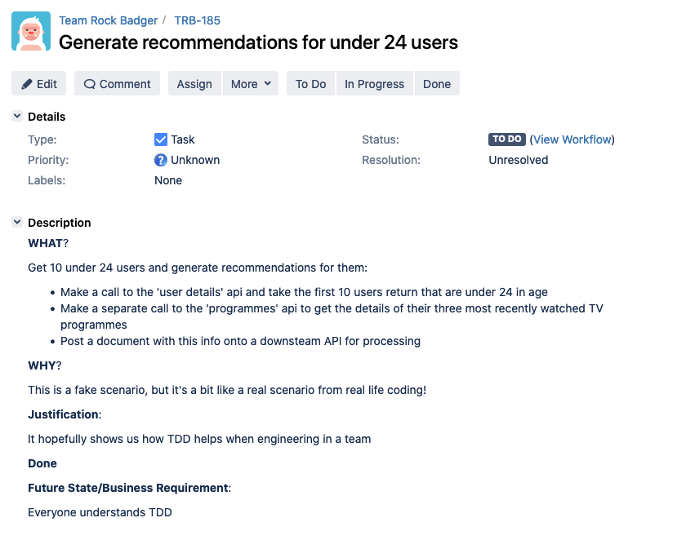 Team Rock Badger / TRB-185
Generate recommendations for under 24 users
Edit Comment Assign More To Do In Progress Done
Details
Type: Task Status: TO DO (View Workflow)
Priority: Unknown Resolution: Unresolved
Labels: None
Description
WHAT?
Get 10 under 24 users and generate recommendations for them:
• Make a call to the 'user details' api and take the first 10 users return that are under 24 in age
• Make a separate call to the 'programmes' api to get the details of their three most recently watched TV
programmes
• Post a document with this info onto a downsteam API for processing
WHY?
This is a fake scenario, but it's a bit like a real scenario from real life coding!
Justification:
It hopefully shows us how TDD helps when engineering in a team
Done
Future State/Business Requirement:
Everyone understands TDD